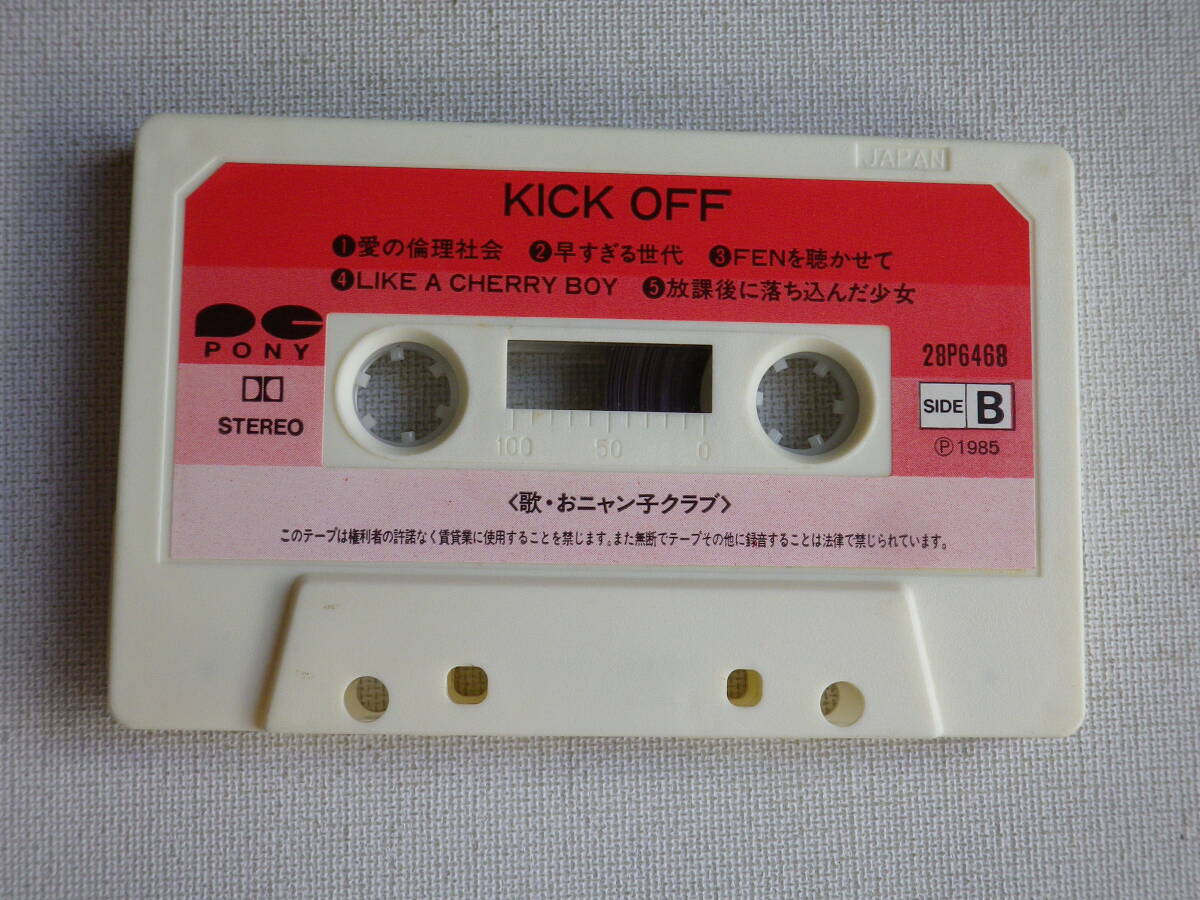 JAPAN
KICK OFF
❶愛の倫理社会 ❷早すぎる世代 ❸FENを聴かせて
❹LIKE A CHERRY BOY ❺放課後に落ち込んだ少女
PONY
STEREO
28P6468
SIDE B
Ⓟ1985
100 50 0
〈歌・おニャン子クラブ〉
このテープは権利者の許諾なく賃貸業に使用することを禁じます。また無断でテープその他に録音することは法律で禁じられています。